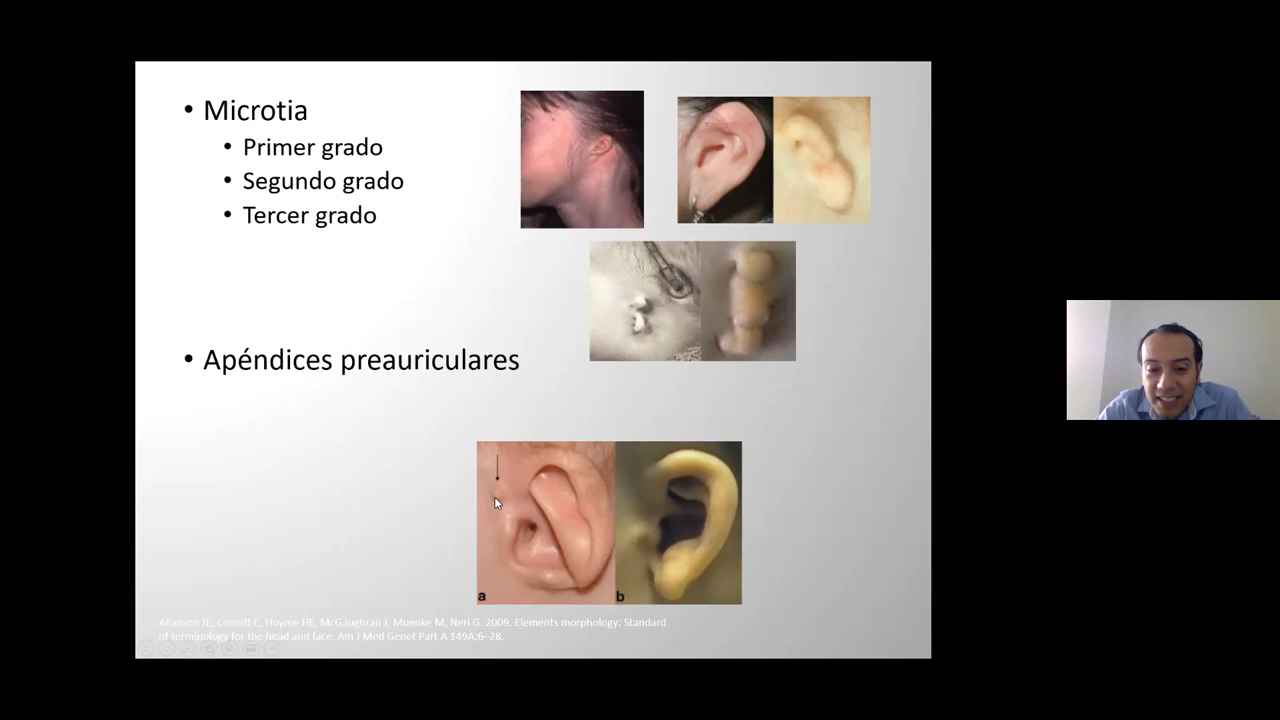 • Microtia
• Primer grado
• Segundo grado
• Tercer grado
• Apéndices preauriculares
a
b
Allanson JE, Cunniff C, Hoyme HE, McGaughran J, Muenke M, Neri G. 2009. Elements morphology: Standard
of terminology for the head and face. Am J Med Genet Part A 149A:6–28.